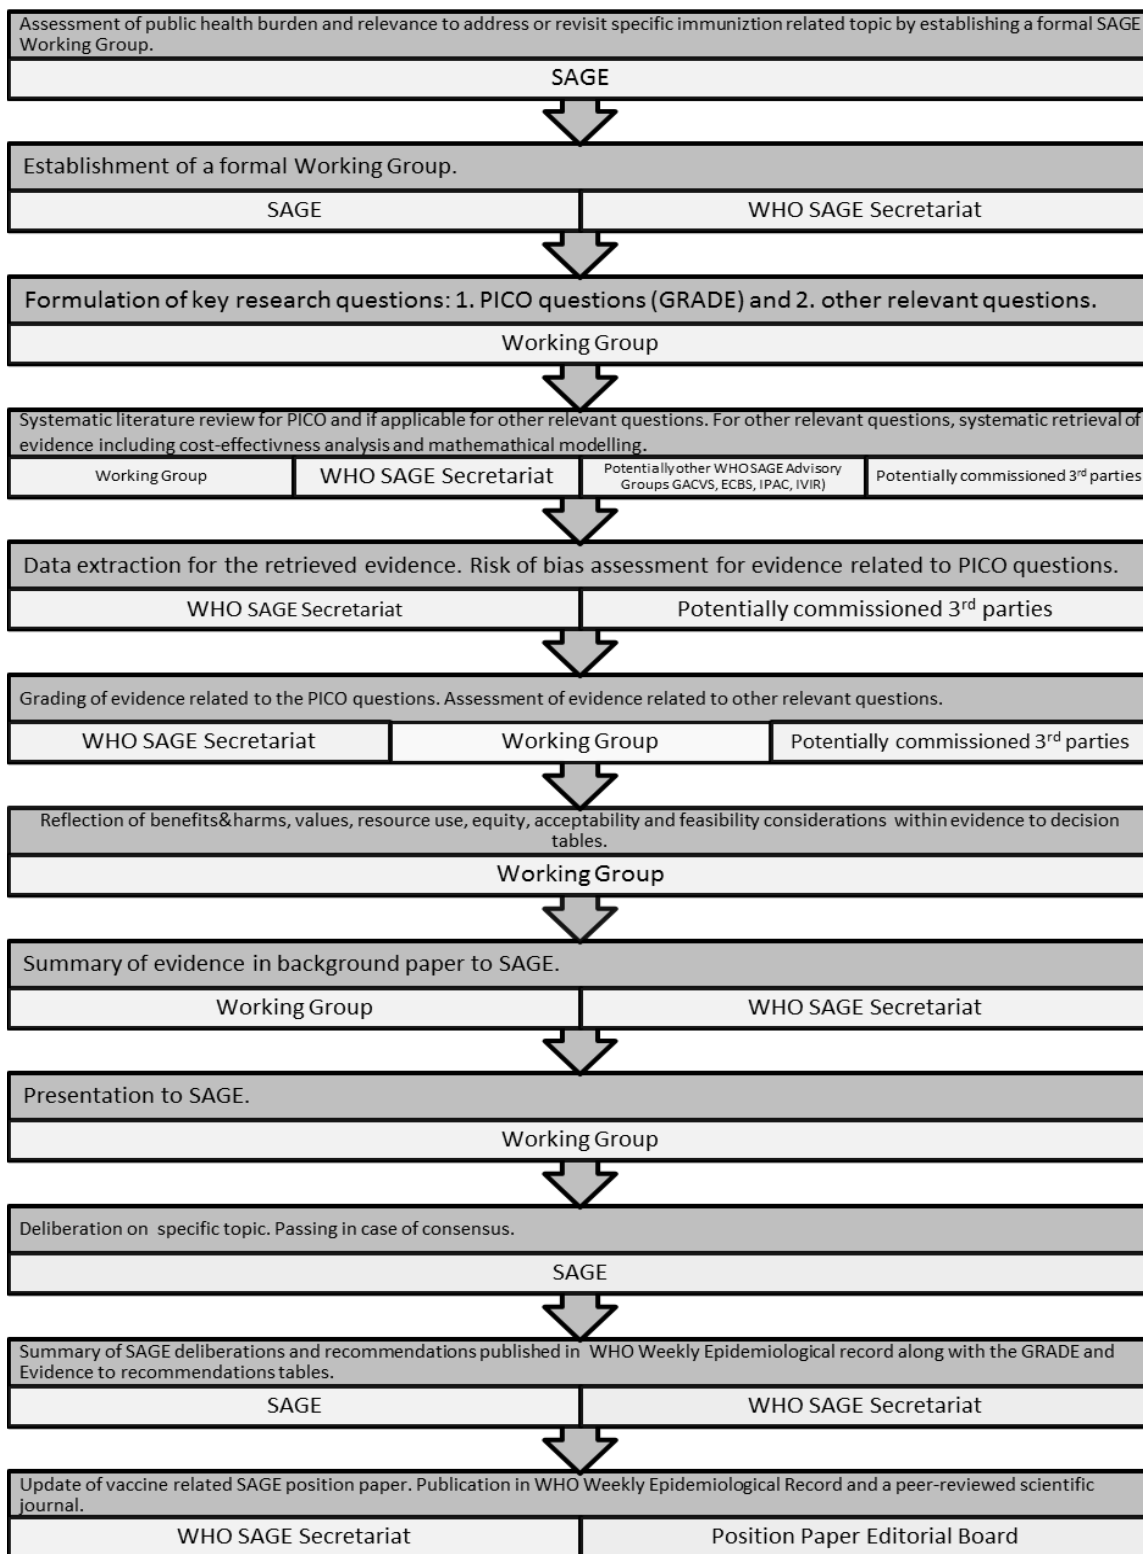 Assessment of public health burden and relevance to address or revisit specific immuniztion related topic by establishing a formal SAGE
Working Group.
SAGE
Establishment of a formal Working Group.
SAGE
WHO SAGE Secretariat
Formulation of key research questions: 1. PICO questions (GRADE) and 2. other relevant questions.
Working Group
Systematic literature review for PICO and if applicable for other relevant questions. For other relevant questions, systematic retrieval of
evidence including cost-effectivness analysis and mathemathical modelling.
Working Group
WHO SAGE Secretariat
Potentially other WHO SAGE Advisory
Groups GACVS, ECBS, IPAC, IVIR)
Potentially commissioned 3rd parties
Data extraction for the retrieved evidence. Risk of bias assessment for evidence related to PICO questions.
WHO SAGE Secretariat
Potentially commissioned 3rd parties
Grading of evidence related to the PICO questions. Assessment of evidence related to other relevant questions.
WHO SAGE Secretariat
Working Group
Potentially commissioned 3rd parties
Reflection of benefits&harms, values, resource use, equity, acceptability and feasibility considerations within evidence to decision
tables.
Working Group
Summary of evidence in background paper to SAGE.
Working Group
WHO SAGE Secretariat
Presentation to SAGE.
Working Group
Deliberation on specific topic. Passing in case of consensus.
SAGE
Summary of SAGE deliberations and recommendations published in WHO Weekly Epidemiological record along with the GRADE and
Evidence to recommendations tables.
SAGE
WHO SAGE Secretariat
Update of vaccine related SAGE position paper. Publication in WHO Weekly Epidemiological Record and a peer-reviewed scientific
journal.
WHO SAGE Secretariat
Position Paper Editorial Board